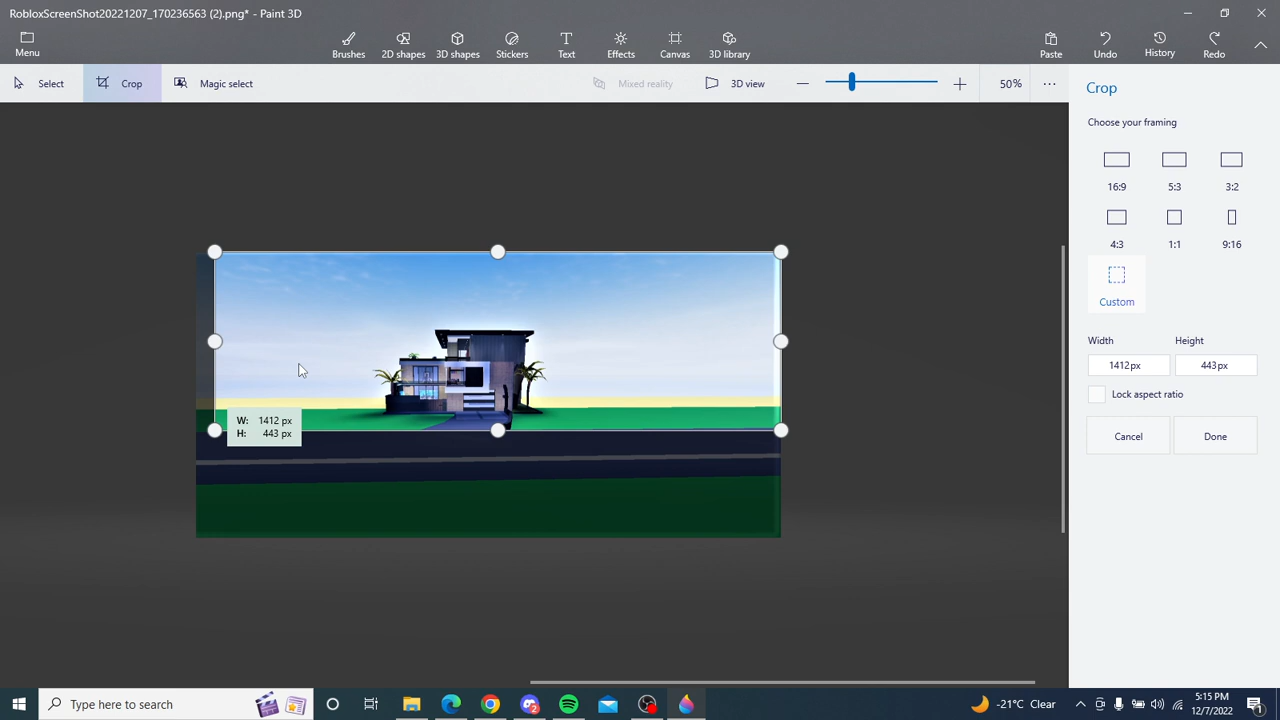 RobloxScreenShot20221207_170236563 (2).png* - Paint 3D
Menu
Brushes
2D shapes
3D shapes
Stickers
Text
Effects
Canvas
3D library
Paste
Undo
History
Redo
Select
Crop
Magic select
Mixed reality
3D view
50%
Crop
Choose your framing
16:9
5:3
3:2
4:3
1:1
9:16
Custom
Width
Height
1412px
443px
Lock aspect ratio
Cancel
Done
W: 1412 px
H: 443 px
Type here to search
-21°C Clear
5:15 PM
12/7/2022